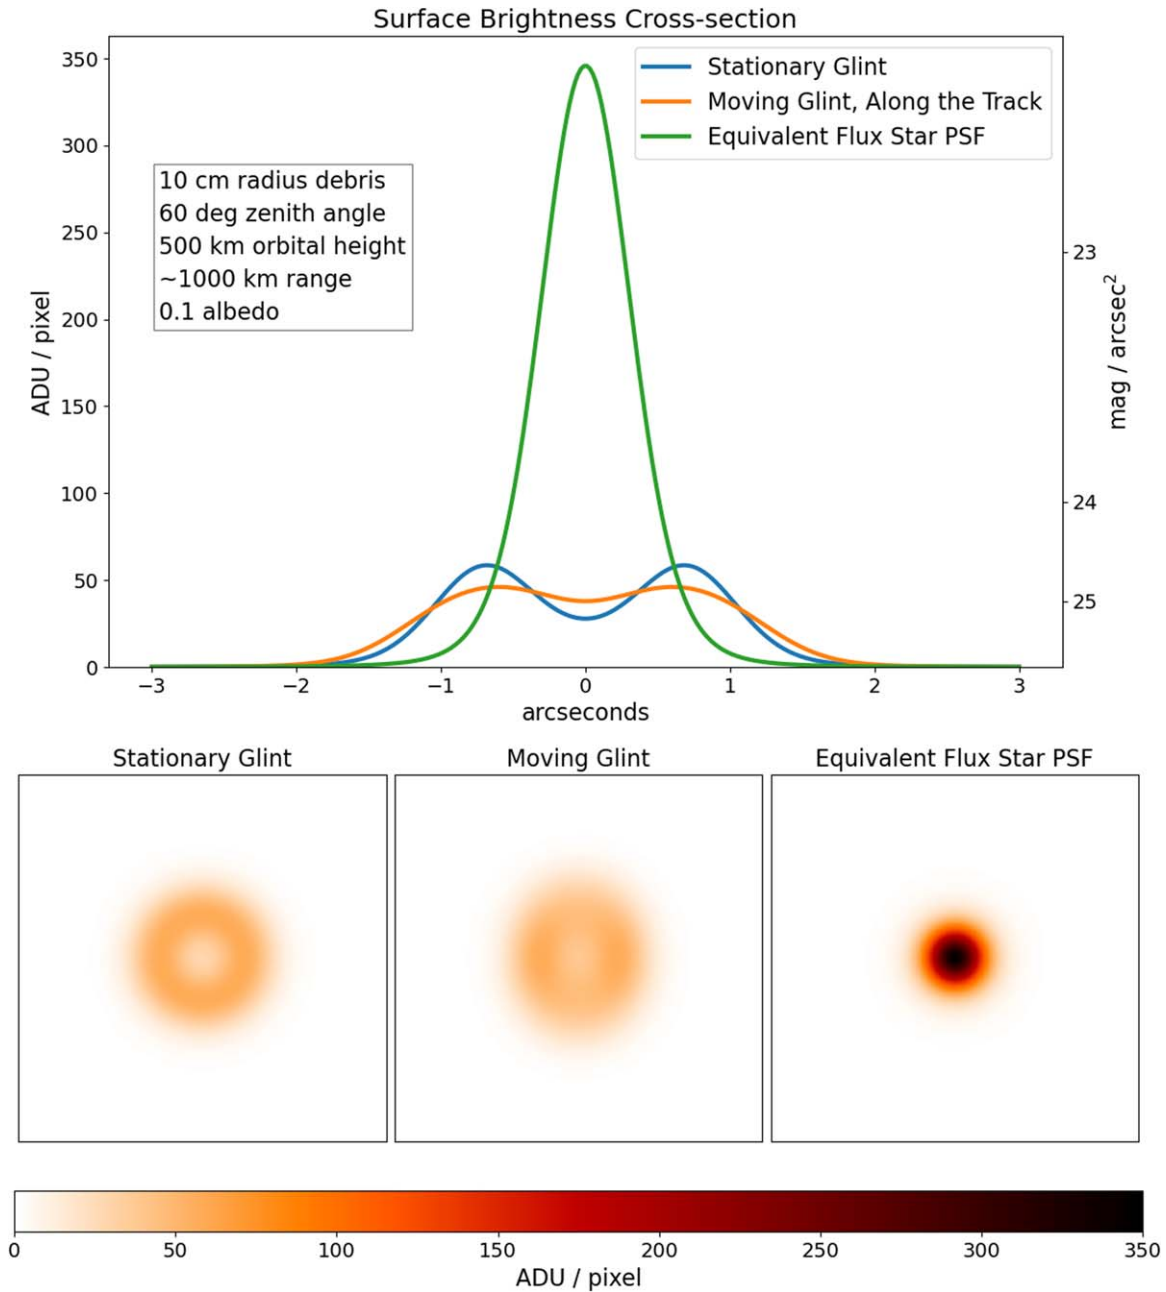 Surface Brightness Cross-section
350
300
250
200
150
100
50
0
ADU / pixel
Stationary Glint
Moving Glint, Along the Track
Equivalent Flux Star PSF
10 cm radius debris
60 deg zenith angle
500 km orbital height
~1000 km range
0.1 albedo
23
24
25
mag / arcsec²
−3 −2 −1 0 1 2 3
arcseconds
Stationary Glint
Moving Glint
Equivalent Flux Star PSF
0 50 100 150 200 250 300 350
ADU / pixel